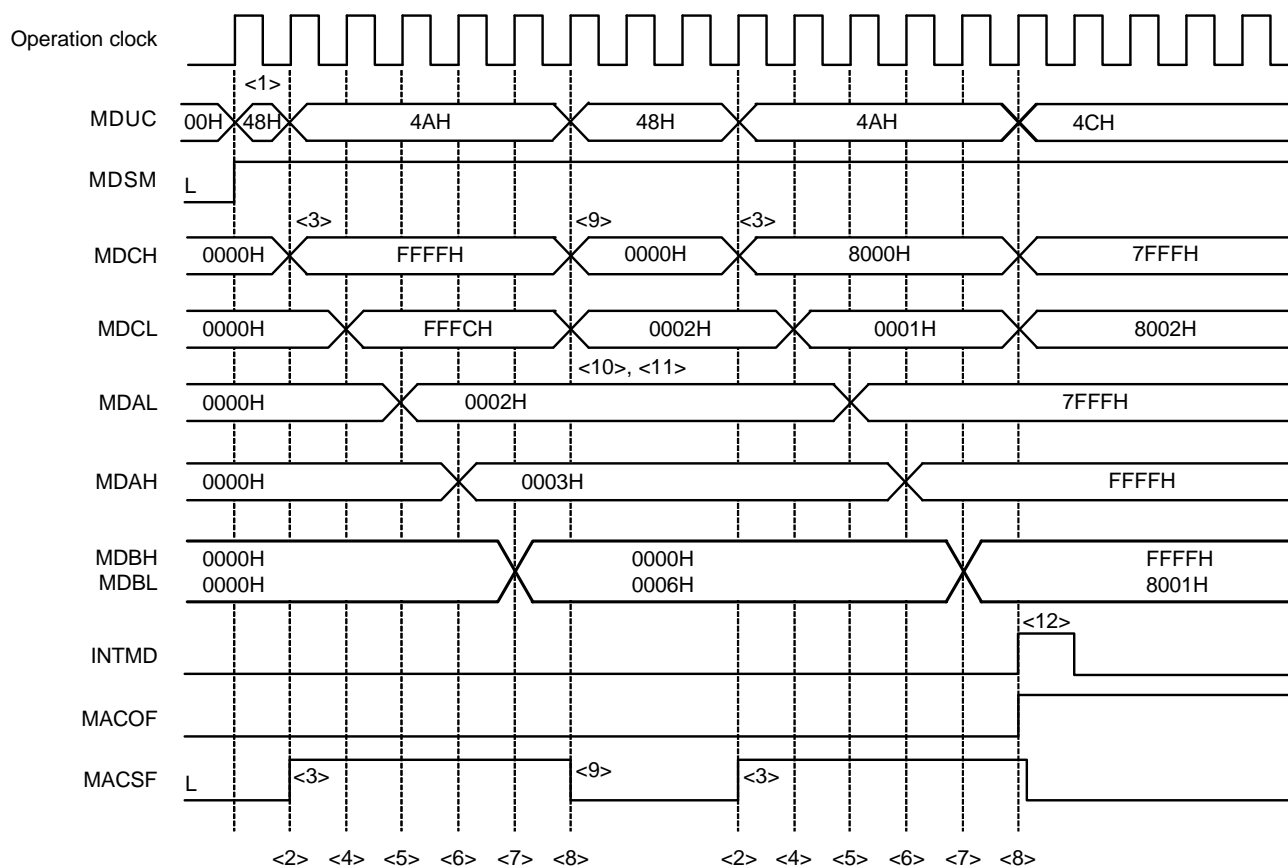 Operation clock
<1>
MDUC 00H 48H 4AH 48H 4AH 4CH
MDSM L
<3> <9> <3>
MDCH 0000H FFFFH 0000H 8000H 7FFFH
MDCL 0000H FFFCH 0002H 0001H 8002H
<10>, <11>
MDAL 0000H 0002H 7FFFH
MDAH 0000H 0003H FFFFH
MDBH 0000H 0000H FFFFH
MDBL 0000H 0006H 8001H
<12>
INTMD
MACOF
MACSF L <3> <9> <3>
<2> <4> <5> <6> <7> <8> <2> <4> <5> <6> <7> <8>